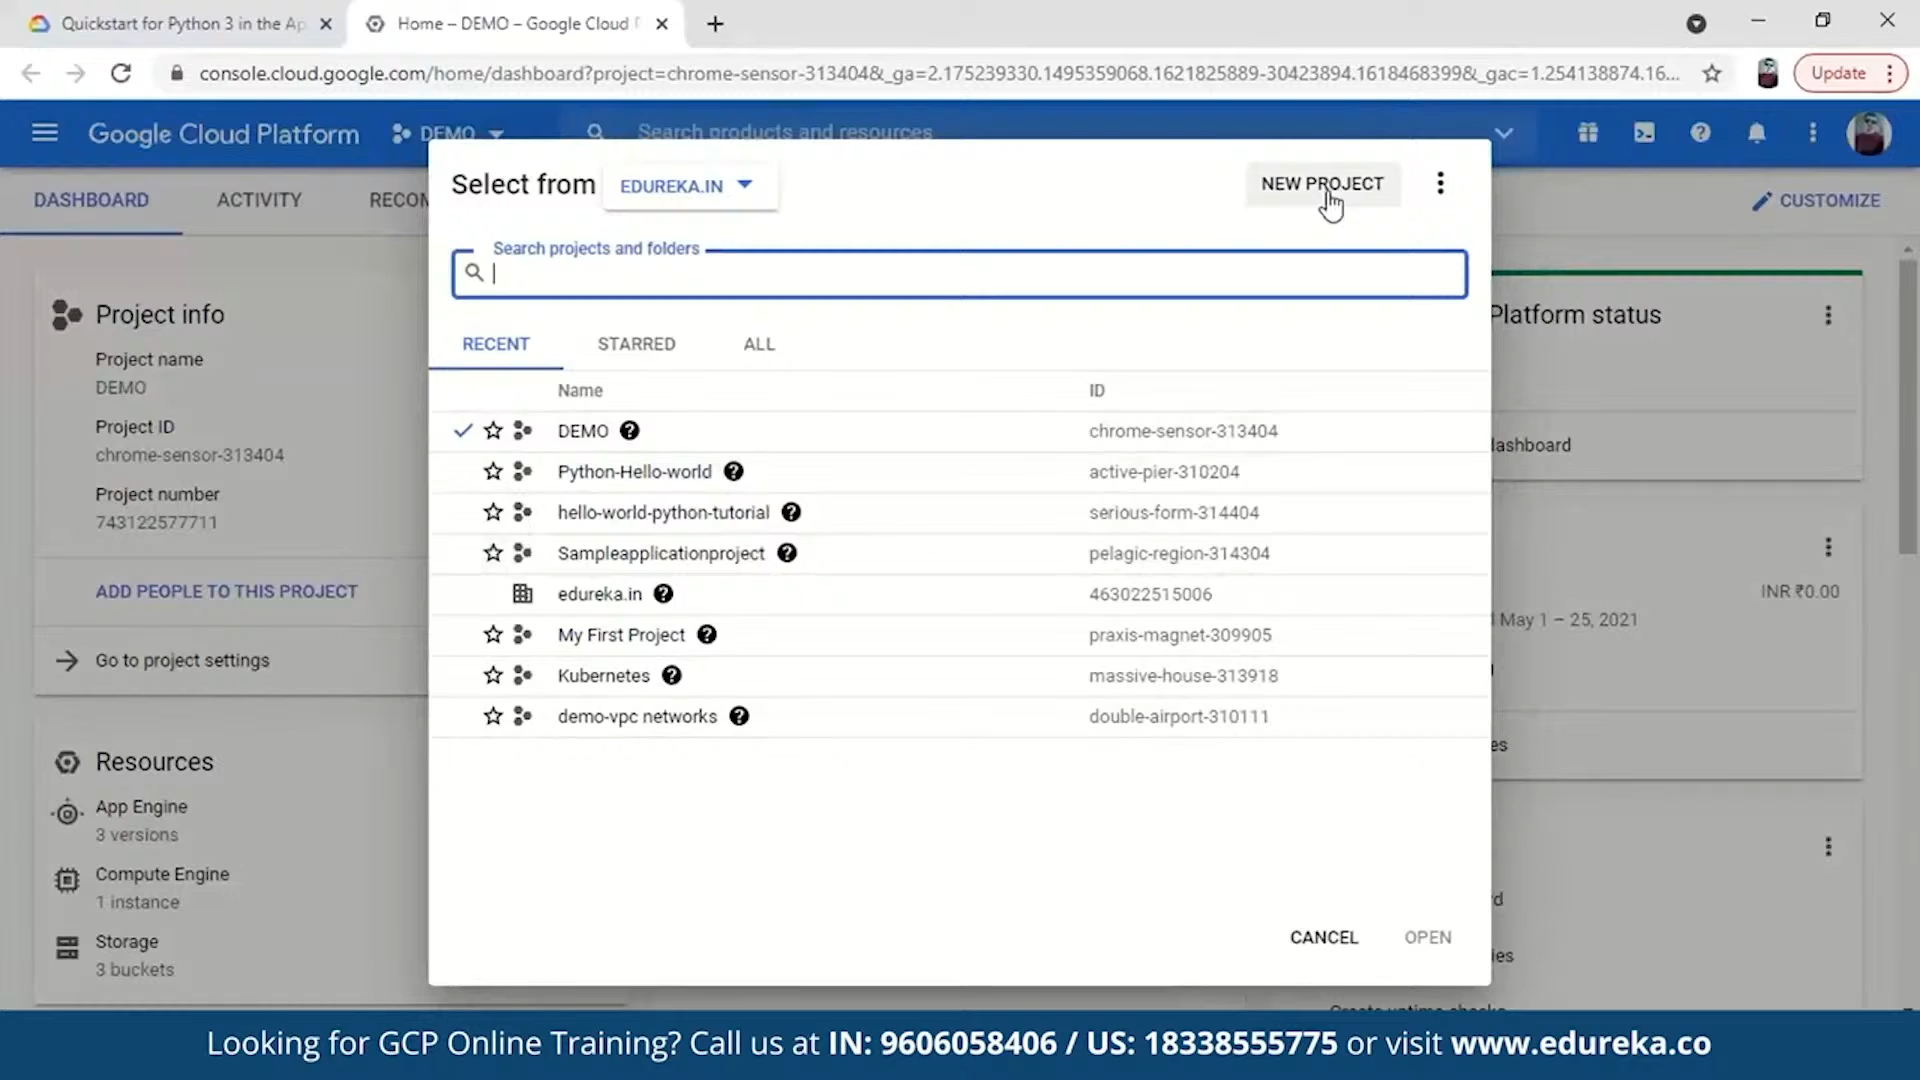 Quickstart for Python 3 in the Ap
Home – DEMO – Google Cloud
console.cloud.google.com/home/dashboard?project=chrome-sensor-313404&_ga=2.175239330.1495359068.1621825889-30423894.1618468399&_gac=1.254138874.16...
Update
Google Cloud Platform
DEMO
Search products and resources
DASHBOARD
ACTIVITY
RECOM
CUSTOMIZE
Select from
EDUREKA.IN
NEW PROJECT
Search projects and folders
RECENT
STARRED
ALL
Name
ID
DEMO
chrome-sensor-313404
Python-Hello-world
active-pier-310204
hello-world-python-tutorial
serious-form-314404
Sampleapplicationproject
pelagic-region-314304
edureka.in
463022515006
My First Project
praxis-magnet-309905
Kubernetes
massive-house-313918
demo-vpc networks
double-airport-310111
CANCEL
OPEN
Project info
Project name
DEMO
Project ID
chrome-sensor-313404
Project number
743122577711
ADD PEOPLE TO THIS PROJECT
Go to project settings
Resources
App Engine
3 versions
Compute Engine
1 instance
Storage
3 buckets
Platform status
dashboard
INR ₹0.00
May 1 – 25, 2021
es
rd
ies
Looking for GCP Online Training? Call us at IN: 9606058406 / US: 18338555775 or visit www.edureka.co